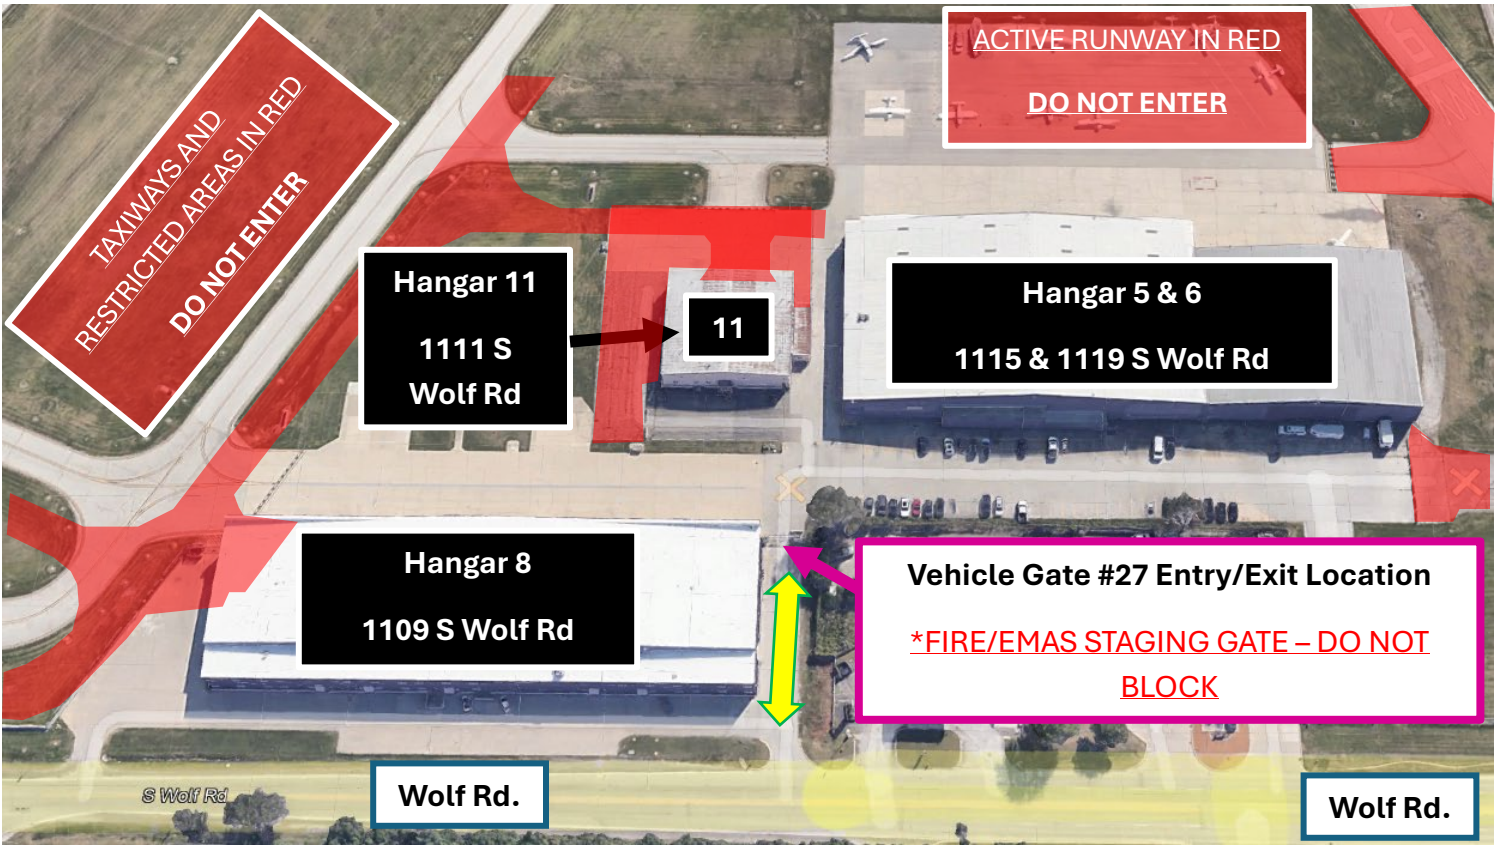 TAXIWAYS AND
RESTRICTED AREAS IN RED
DO NOT ENTER
ACTIVE RUNWAY IN RED
DO NOT ENTER
Hangar 11
1111 S
Wolf Rd
11
Hangar 5 & 6
1115 & 1119 S Wolf Rd
Hangar 8
1109 S Wolf Rd
Vehicle Gate #27 Entry/Exit Location
*FIRE/EMAS STAGING GATE – DO NOT
BLOCK
S Wolf Rd
Wolf Rd.
Wolf Rd.